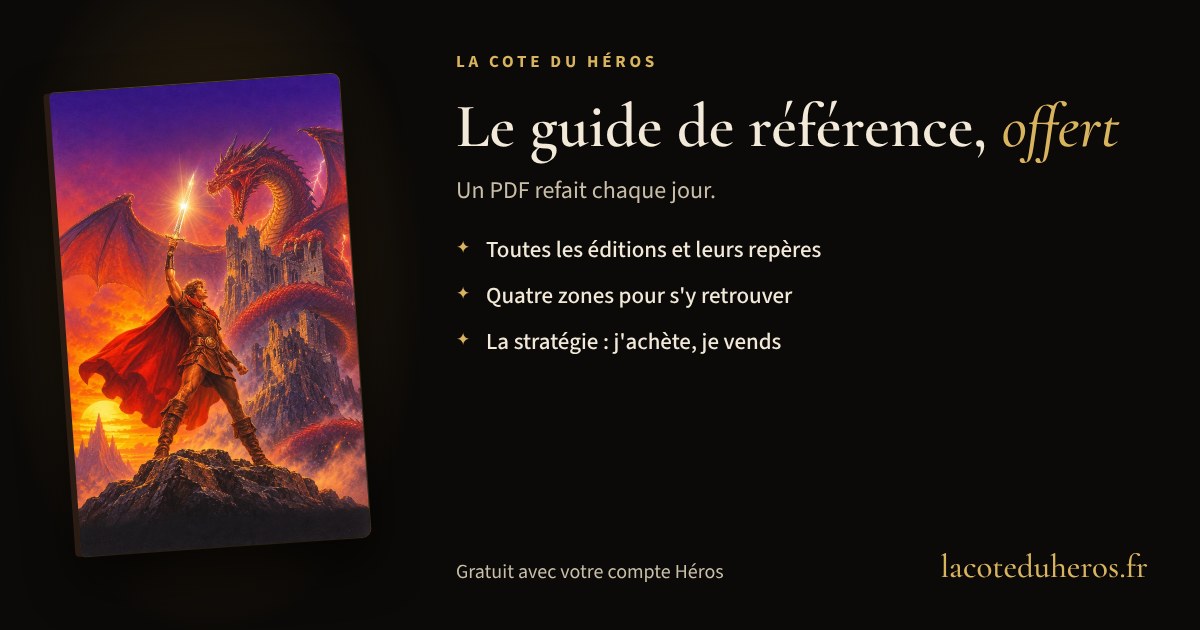 LA COTE DU HÉROS
Le guide de référence, offert
Un PDF refait chaque jour.
✦ Toutes les éditions et leurs repères
✦ Quatre zones pour s'y retrouver
✦ La stratégie : j'achète, je vends
Gratuit avec votre compte Héros
lacoteduheros.fr